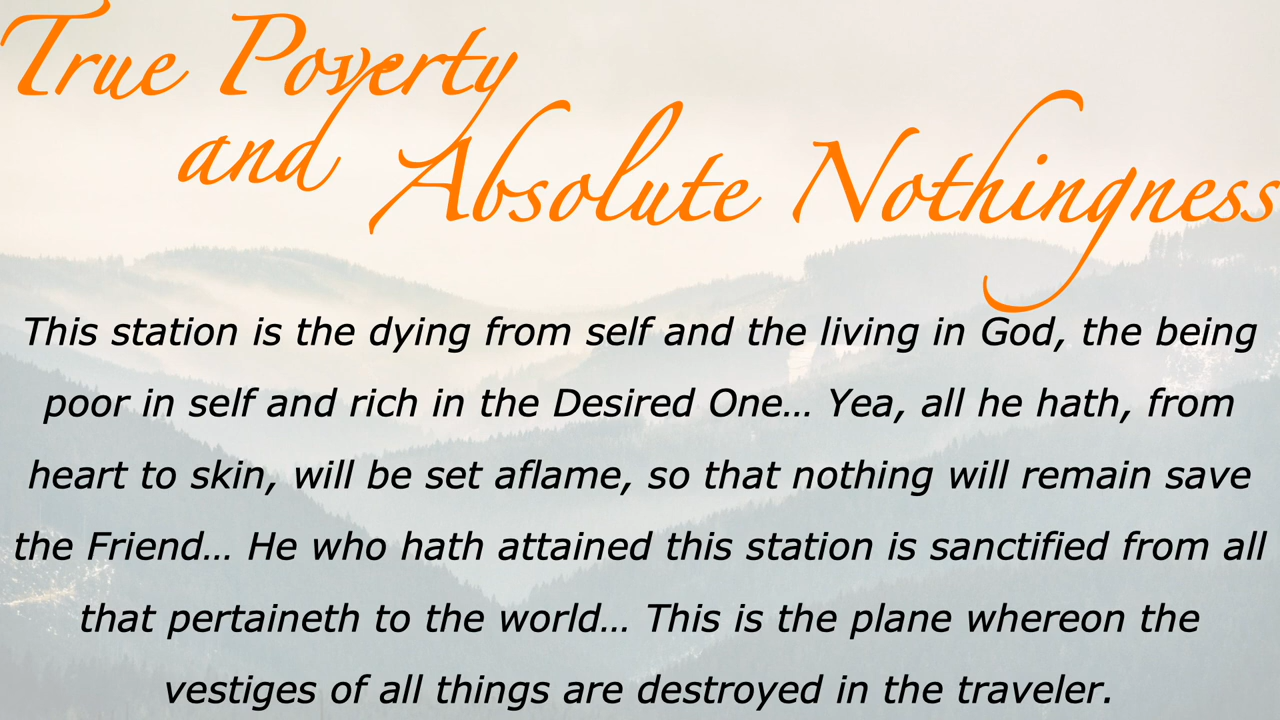 True Poverty
and Absolute Nothingness
This station is the dying from self and the living in God, the being
poor in self and rich in the Desired One… Yea, all he hath, from
heart to skin, will be set aflame, so that nothing will remain save
the Friend… He who hath attained this station is sanctified from all
that pertaineth to the world… This is the plane whereon the
vestiges of all things are destroyed in the traveler.